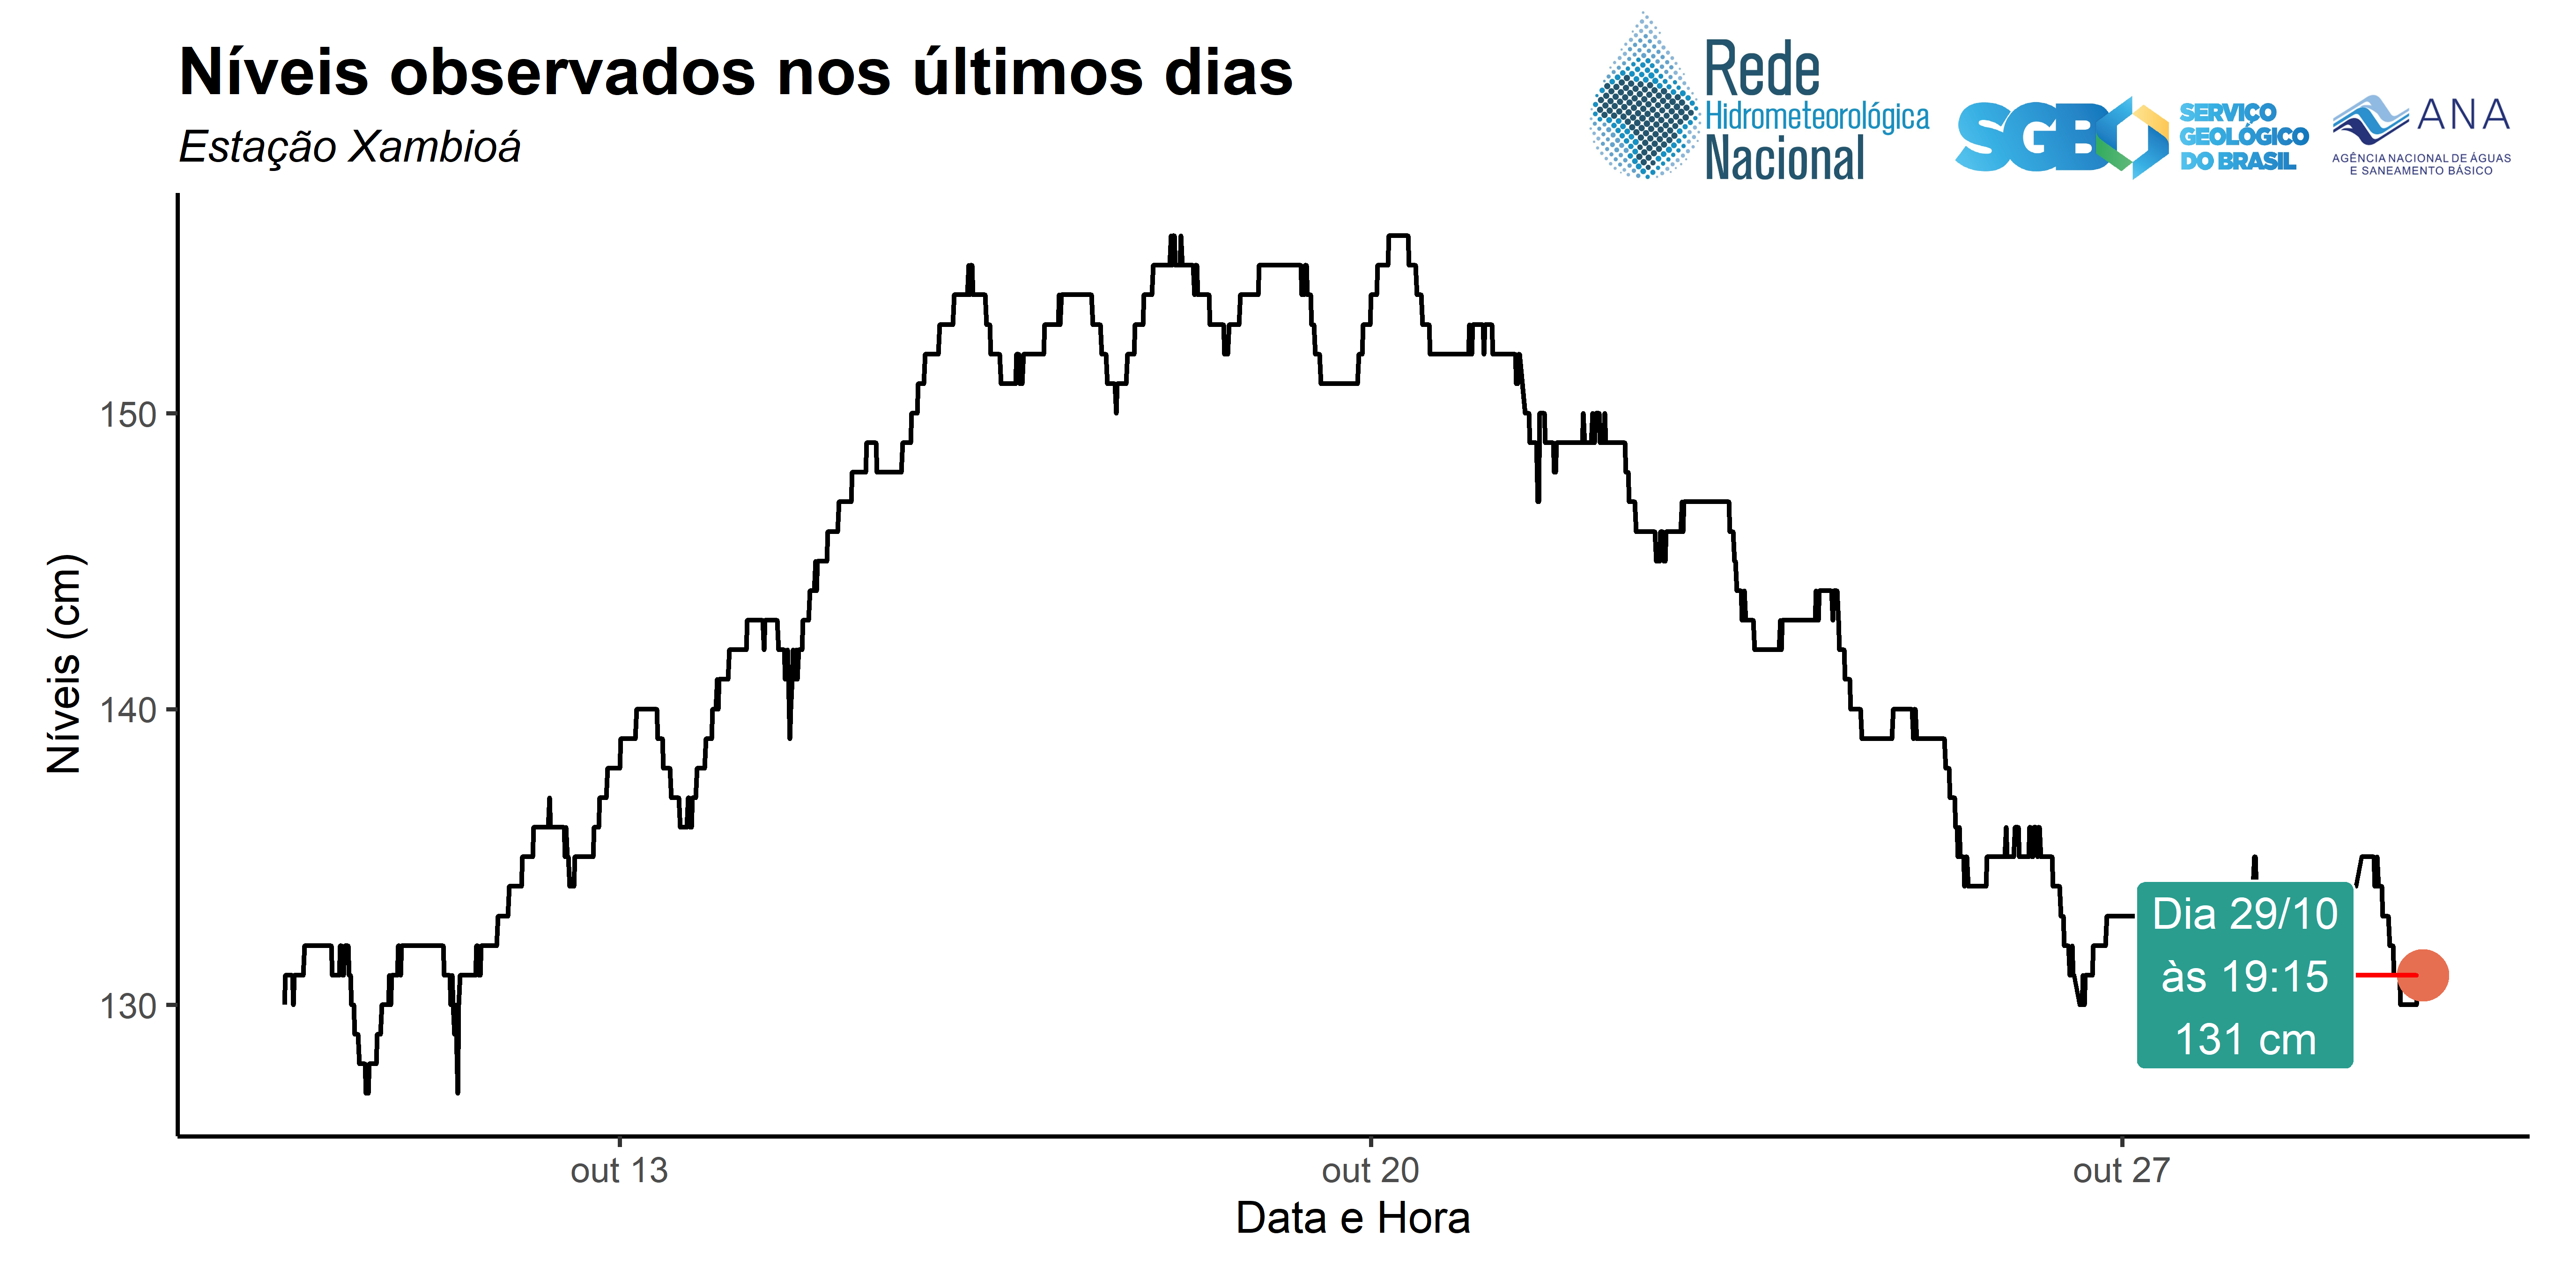 Níveis observados nos últimos dias
Estação Xambioá
Rede
Hidrometeorológica
Nacional
SGB
SERVIÇO
GEOLÓGICO
DO BRASIL
ANA
AGÊNCIA NACIONAL DE ÁGUAS
E SANEAMENTO BÁSICO
Níveis (cm)
150
140
130
Dia 29/10
às 19:15
131 cm
out 13
out 20
out 27
Data e Hora